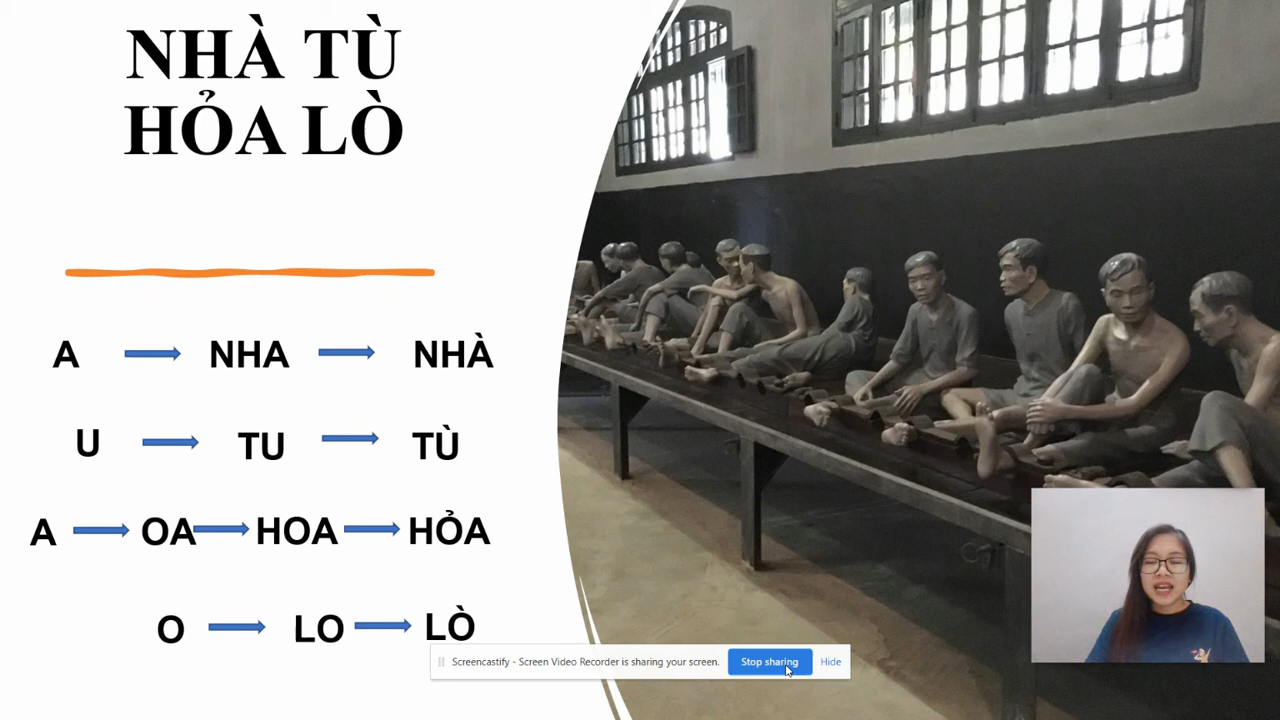 NHÀ TÙ
HỎA LÒ
A NHA NHÀ
U TU TÙ
A OA HOA HỎA
O LO LÒ
Screencastify - Screen Video Recorder is sharing your screen. Stop sharing Hide